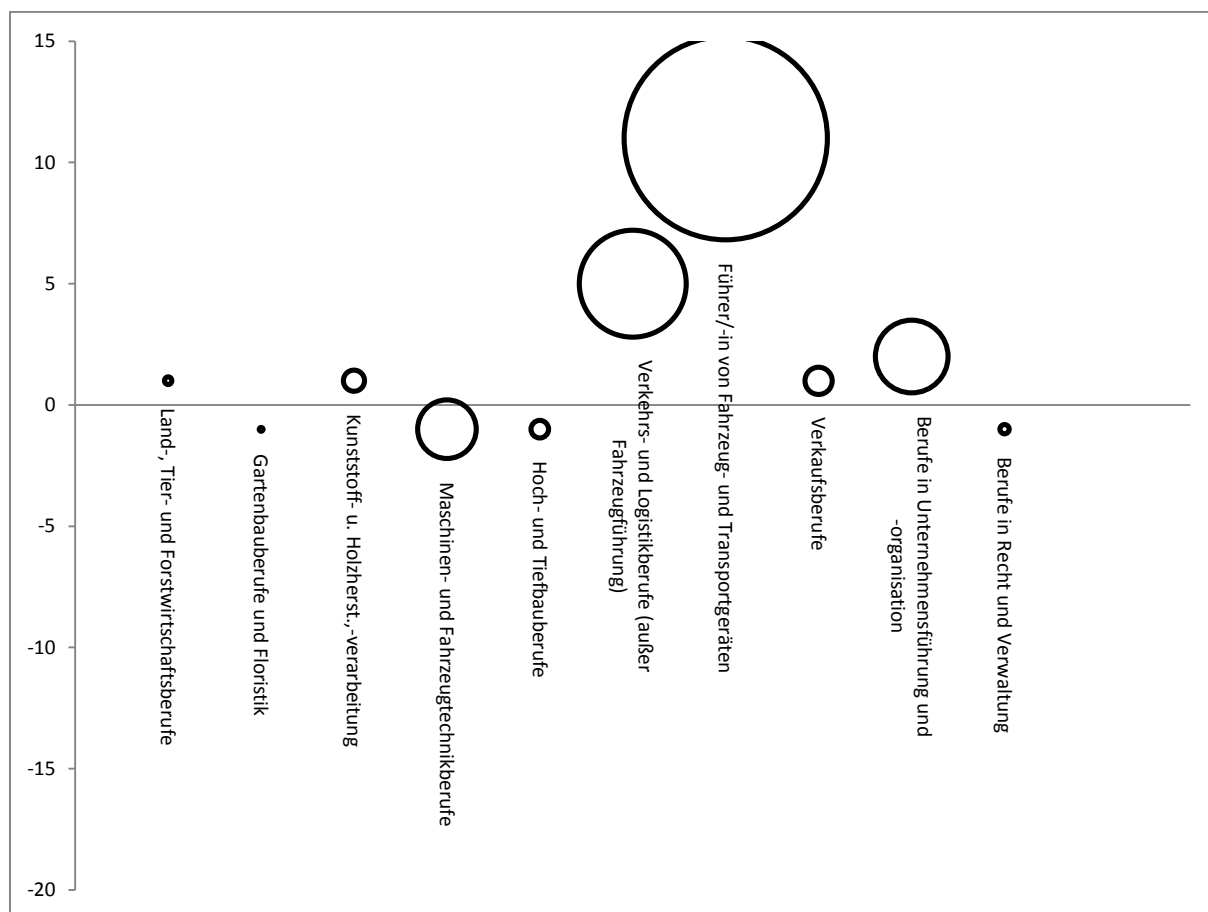 15
10
5
0
-5
-10
-15
-20
Land-, Tier- und Forstwirtschaftsberufe
Gartenbauberufe und Floristik
Kunststoff- u. Holzherst.,-verarbeitung
Maschinen- und Fahrzeugtechnikberufe
Hoch- und Tiefbauberufe
Verkehrs- und Logistikberufe (außer
Fahrzeugführung)
Führer/-in von Fahrzeug- und Transportgeräten
Verkaufsberufe
Berufe in Unternehmensführung und
-organisation
Berufe in Recht und Verwaltung